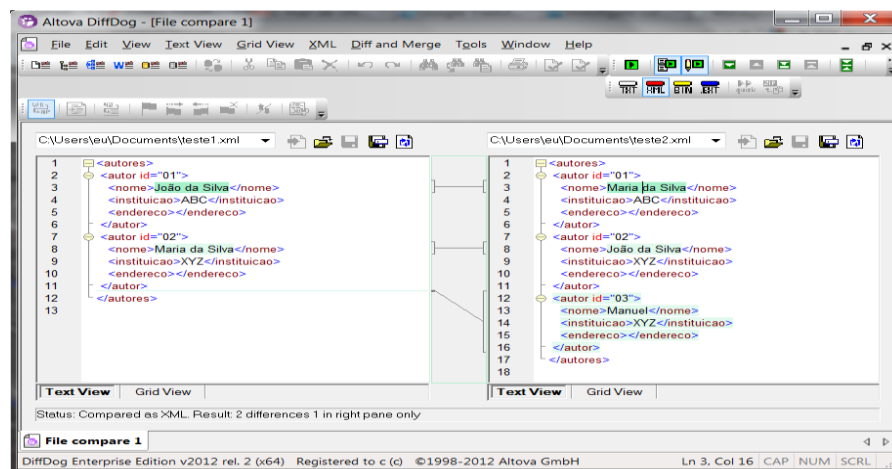 Altova DiffDog - [File compare 1]
File Edit View Text View Grid View XML Diff and Merge Tools Window Help
TXT XML BIN .EXT quick
C:\Users\eu\Documents\teste1.xml C:\Users\eu\Documents\teste2.xml
1 <autores> 1 <autores>
2 <autor id="01"> 2 <autor id="01">
3 <nome>João da Silva</nome> 3 <nome>Maria da Silva</nome>
4 <instituicao>ABC</instituicao> 4 <instituicao>ABC</instituicao>
5 <endereco></endereco> 5 <endereco></endereco>
6 </autor> 6 </autor>
7 <autor id="02"> 7 <autor id="02">
8 <nome>Maria da Silva</nome> 8 <nome>João da Silva</nome>
9 <instituicao>XYZ</instituicao> 9 <instituicao>XYZ</instituicao>
10 <endereco></endereco> 10 <endereco></endereco>
11 </autor> 11 </autor>
12 </autores> 12 <autor id="03">
13 13 <nome>Manuel</nome>
14 <instituicao>XYZ</instituicao>
15 <endereco></endereco>
16 </autor>
17 </autores>
18
Text View Grid View Text View Grid View
Status: Compared as XML. Result: 2 differences 1 in right pane only
File compare 1
DiffDog Enterprise Edition v2012 rel. 2 (x64) Registered to c (c) ©1998-2012 Altova GmbH Ln 3, Col 16 CAP NUM SCRL